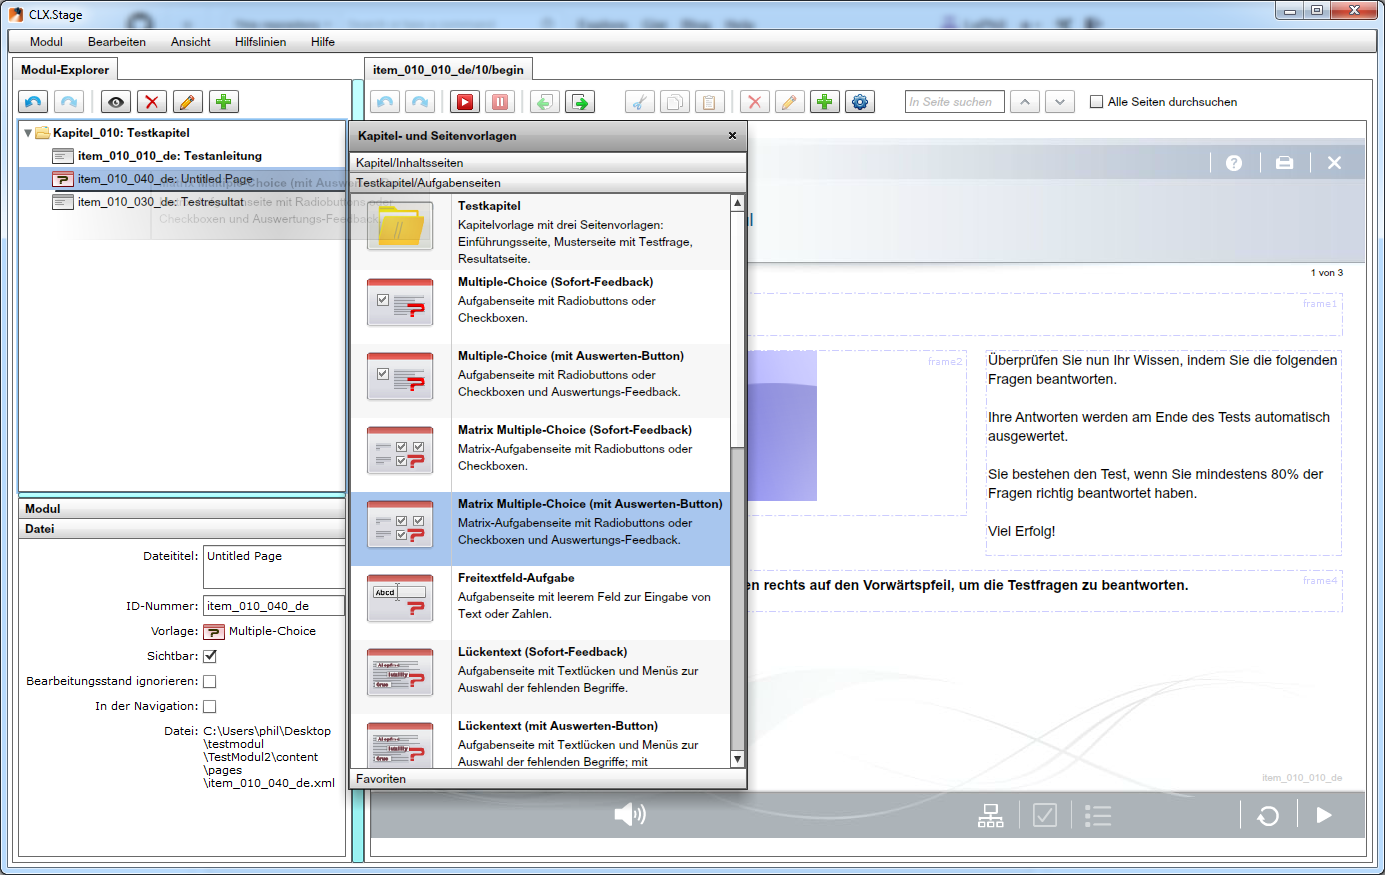 CLX.Stage
Modul Bearbeiten Ansicht Hilfslinien Hilfe
Modul-Explorer
item_010_010_de/10/begin
In Seite suchen
Alle Seiten durchsuchen
Kapitel_010: Testkapitel
item_010_010_de: Testanleitung
item_010_040_de: Untitled Page
item_010_030_de: Testresultat
Matrix Multiple-Choice (mit Auswerten-
Checkboxen und Auswertungs-Feedback.
Modul
Datei
Dateititel: Untitled Page
ID-Nummer: item_010_040_de
Vorlage: Multiple-Choice
Sichtbar:
Bearbeitungsstand ignorieren:
In der Navigation:
Datei: C:\Users\phil\Desktop
\testmodul
\TestModul2\content
\pages
\item_010_040_de.xml
Kapitel- und Seitenvorlagen
Kapitel/Inhaltsseiten
Testkapitel/Aufgabenseiten
Testkapitel
Kapitelvorlage mit drei Seitenvorlagen:
Einführungsseite, Musterseite mit Testfrage,
Resultatseite.
Multiple-Choice (Sofort-Feedback)
Aufgabenseite mit Radiobuttons oder
Checkboxen.
Multiple-Choice (mit Auswerten-Button)
Aufgabenseite mit Radiobuttons oder
Checkboxen und Auswertungs-Feedback.
Matrix Multiple-Choice (Sofort-Feedback)
Matrix-Aufgabenseite mit Radiobuttons oder
Checkboxen.
Matrix Multiple-Choice (mit Auswerten-Button)
Matrix-Aufgabenseite mit Radiobuttons oder
Checkboxen und Auswertungs-Feedback.
Abcd
Freitextfeld-Aufgabe
Aufgabenseite mit leerem Feld zur Eingabe von
Text oder Zahlen.
Lückentext (Sofort-Feedback)
Aufgabenseite mit Textlücken und Menüs zur
Auswahl der fehlenden Begriffe.
Lückentext (mit Auswerten-Button)
Aufgabenseite mit Textlücken und Menüs zur
Auswahl der fehlenden Begriffe; mit
Favoriten
1 von 3
frame1
frame2
Überprüfen Sie nun Ihr Wissen, indem Sie die folgenden
Fragen beantworten.
Ihre Antworten werden am Ende des Tests automatisch
ausgewertet.
Sie bestehen den Test, wenn Sie mindestens 80% der
Fragen richtig beantwortet haben.
Viel Erfolg!
en rechts auf den Vorwärtspfeil, um die Testfragen zu beantworten.
frame4
item_010_010_de